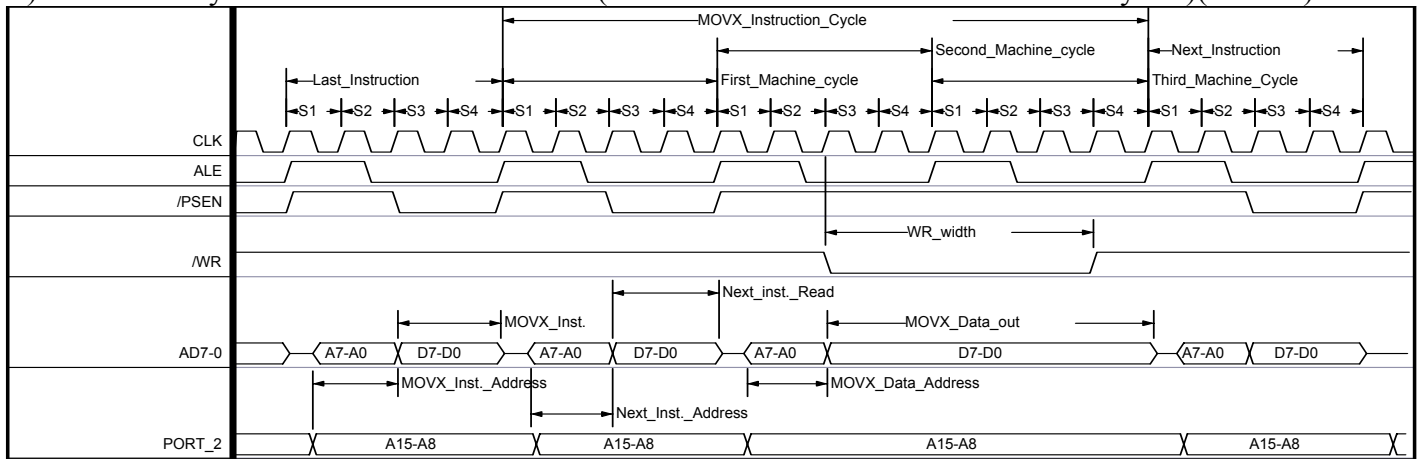 MOVX_Instruction_Cycle
Second_Machine_cycle Next_Instruction
Last_Instruction First_Machine_cycle Third_Machine_Cycle
S1 S2 S3 S4 S1 S2 S3 S4 S1 S2 S3 S4 S1 S2 S3 S4 S1 S2 S3 S4
CLK
ALE
/PSEN
WR_width
/WR
Next_inst._Read
MOVX_Inst. MOVX_Data_out
AD7-0 A7-A0 D7-D0 A7-A0 D7-D0 A7-A0 D7-D0 A7-A0 D7-D0
MOVX_Inst._Address MOVX_Data_Address
Next_Inst._Address
PORT_2 A15-A8 A15-A8 A15-A8 A15-A8